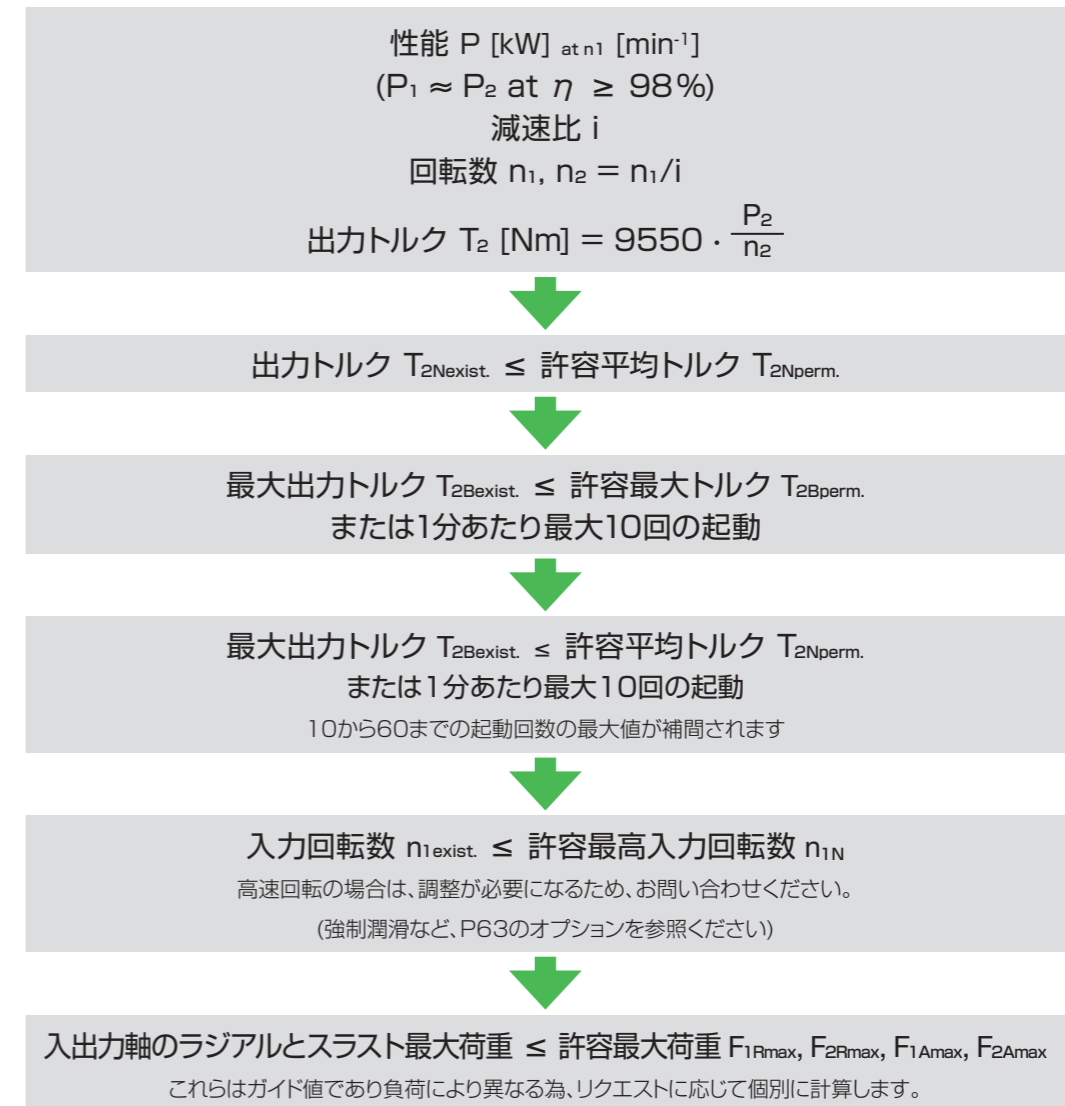 性能 P [kW] at n1 [min-1]
(P1 ≈ P2 at η ≥ 98%)
減速比 i
回転数 n1, n2 = n1/i
出力トルク T2 [Nm] = 9550 · P2/n2
出力トルク T2Nexist. ≤ 許容平均トルク T2Nperm.
最大出力トルク T2Bexist. ≤ 許容最大トルク T2Bperm.
または1分あたり最大10回の起動
最大出力トルク T2Bexist. ≤ 許容平均トルク T2Nperm.
または1分あたり最大10回の起動
10から60までの起動回数の最大値が補間されます
入力回転数 n1exist. ≤ 許容最高入力回転数 n1N
高速回転の場合は、調整が必要になるため、お問い合わせください。
(強制潤滑など、P63のオプションを参照ください)
入出力軸のラジアルとスラスト最大荷重 ≤ 許容最大荷重 F1Rmax, F2Rmax, F1Amax, F2Amax
これらはガイド値であり負荷により異なる為、リクエストに応じて個別に計算します。